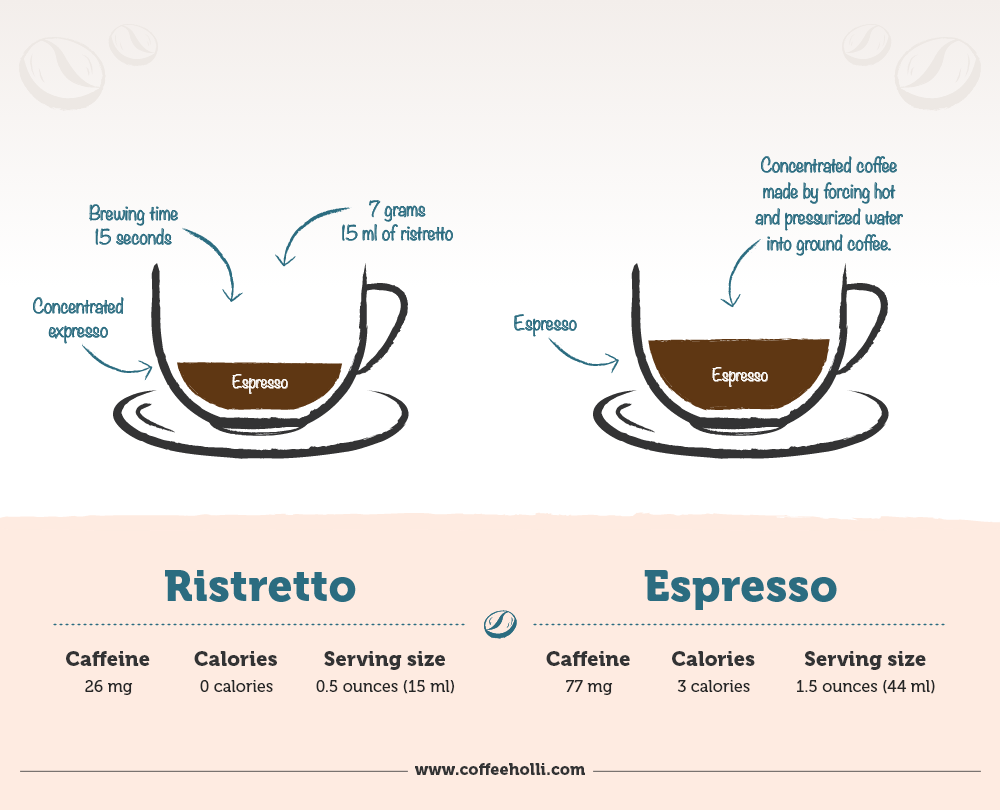 Brewing time
15 seconds
7 grams
15 ml of ristretto
Concentrated
expresso
Espresso
Concentrated coffee
made by forcing hot
and pressurized water
into ground coffee.
Espresso
Espresso
Ristretto
Caffeine Calories Serving size
26 mg 0 calories 0.5 ounces (15 ml)
Espresso
Caffeine Calories Serving size
77 mg 3 calories 1.5 ounces (44 ml)
www.coffeeholli.com